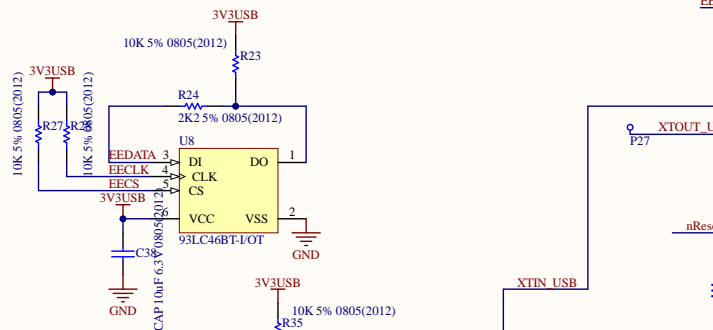 3V3USB
10K 5% 0805(2012)
R23
3V3USB
R24
2K2 5% 0805(2012)
10K 5% 0805(2012)
R27
10K 5% 0805(2012)
U8
EEDATA 3 DI DO 1
EECLK 4 CLK
EECS 5 CS
3V3USB
6 VCC VSS 2
93LC46BT-I/OT
C38
CAP 10uF 6.3V 0805(2012)
GND
GND
3V3USB
10K 5% 0805(2012)
R35
P27
XTIN_USB